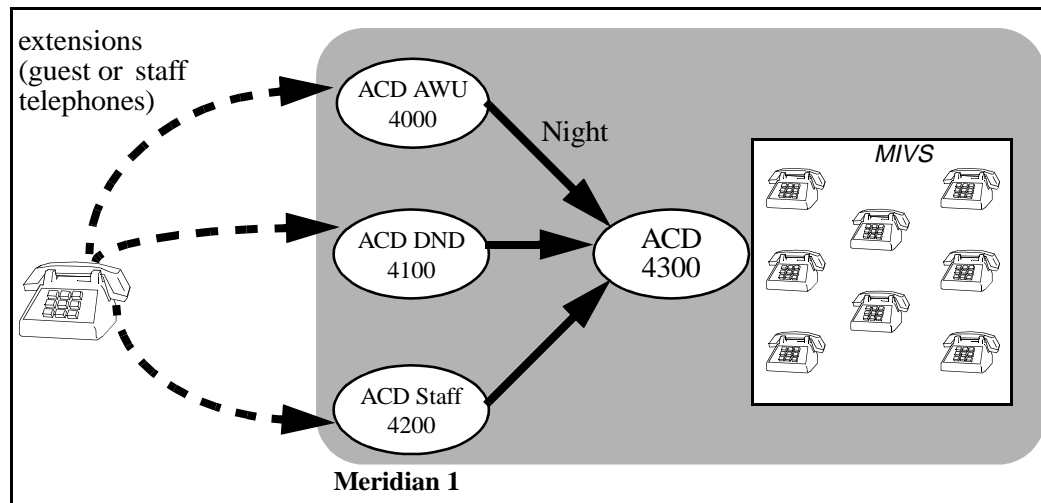 extensions
(guest or staff
telephones)
ACD AWU
4000
Night
MIVS
ACD DND
4100
ACD
4300
ACD Staff
4200
Meridian 1